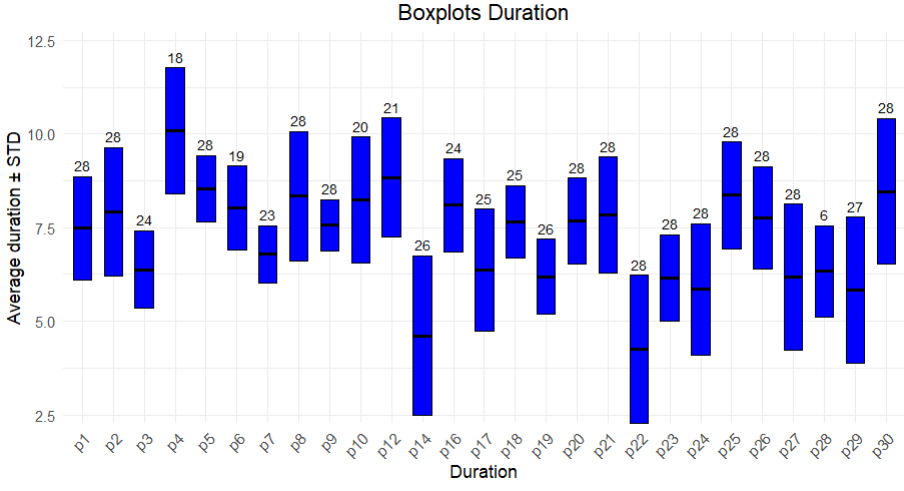 Boxplots Duration
Average duration ± STD
12.5
10.0
7.5
5.0
2.5
28
28
24
18
28
19
23
28
28
20
21
26
24
25
25
26
28
28
28
28
28
28
28
28
6
27
28
p1
p2
p3
p4
p5
p6
p7
p8
p9
p10
p12
p14
p16
p17
p18
p19
p20
p21
p22
p23
p24
p25
p26
p27
p28
p29
p30
Duration